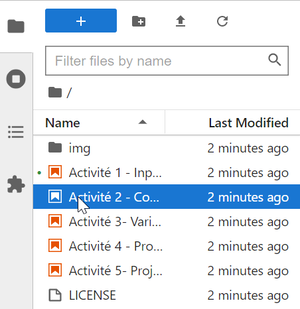 +
Filter files by name
/
Name Last Modified
img 2 minutes ago
Activité 1 - Inp... 2 minutes ago
Activité 2 - Co... 2 minutes ago
Activité 3- Vari... 2 minutes ago
Activité 4 - Pro... 2 minutes ago
Activité 5- Proj... 2 minutes ago
LICENSE 2 minutes ago